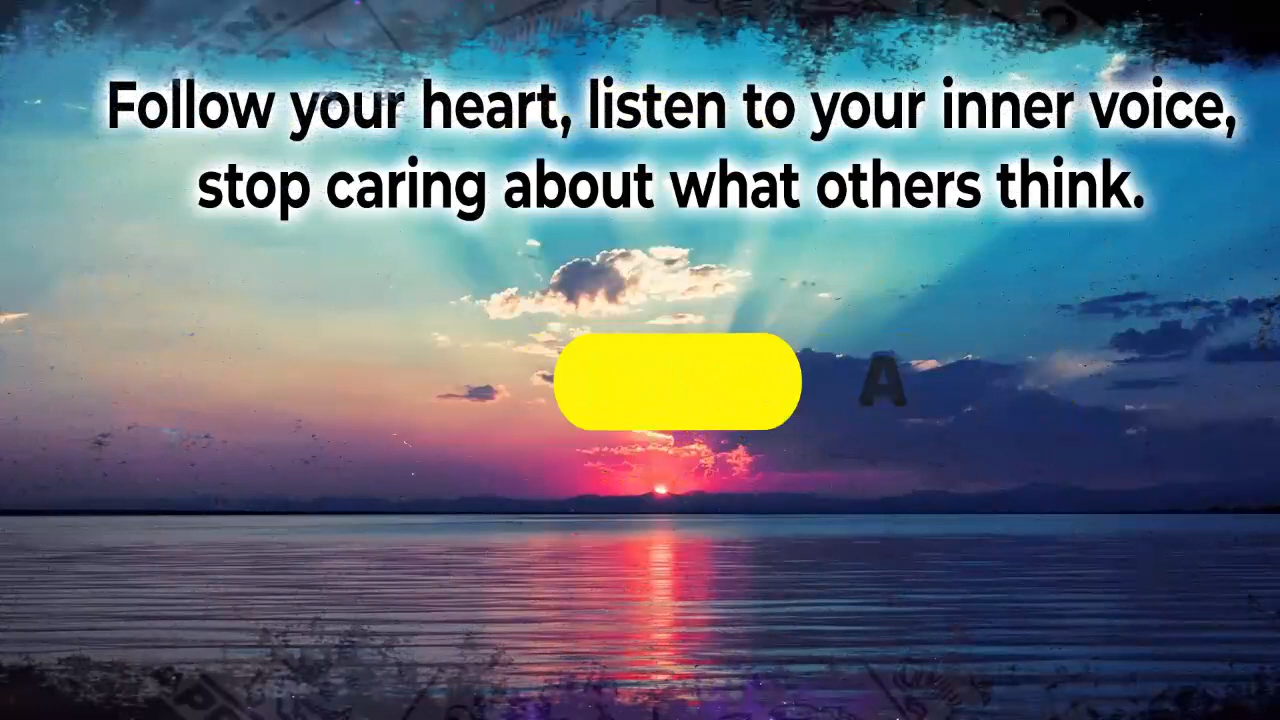 Follow your heart, listen to your inner voice,
stop caring about what others think.
A